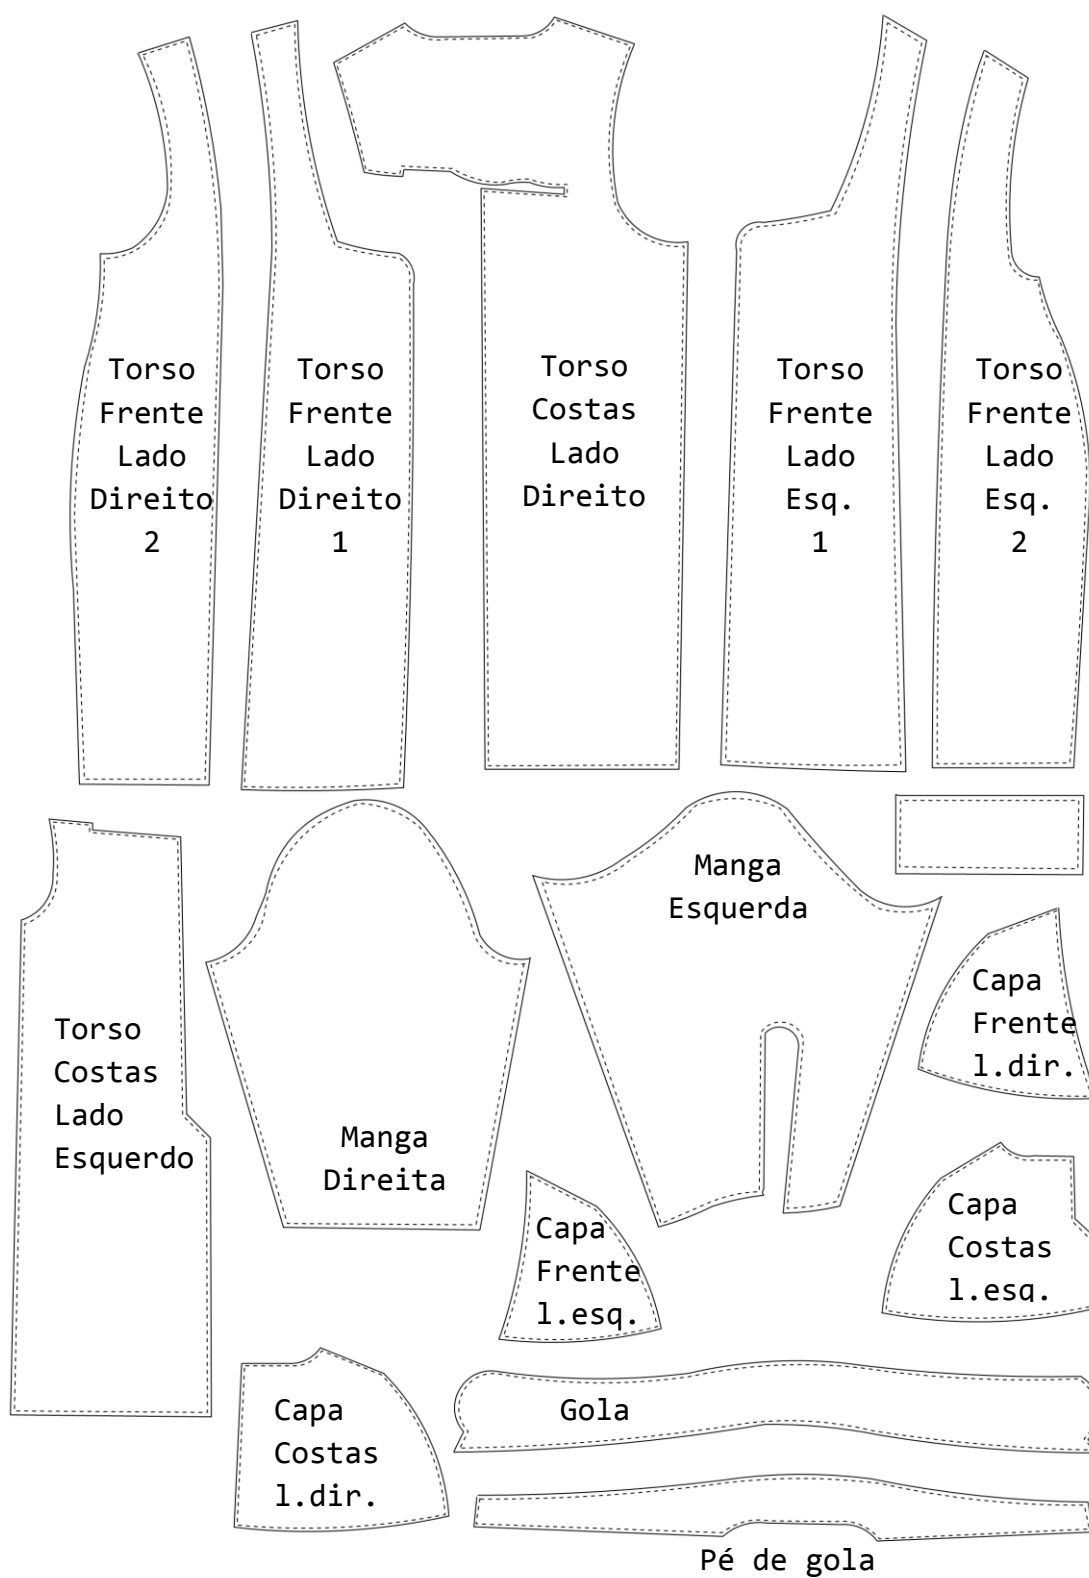 Torso
Frente
Lado
Direito
2
Torso
Frente
Lado
Direito
1
Torso
Costas
Lado
Direito
Torso
Frente
Lado
Esq.
1
Torso
Frente
Lado
Esq.
2
Manga
Esquerda
Capa
Frente
l.dir.
Torso
Costas
Lado
Esquerdo
Manga
Direita
Capa
Frente
l.esq.
Capa
Costas
l.esq.
Capa
Costas
l.dir.
Gola
Pé de gola